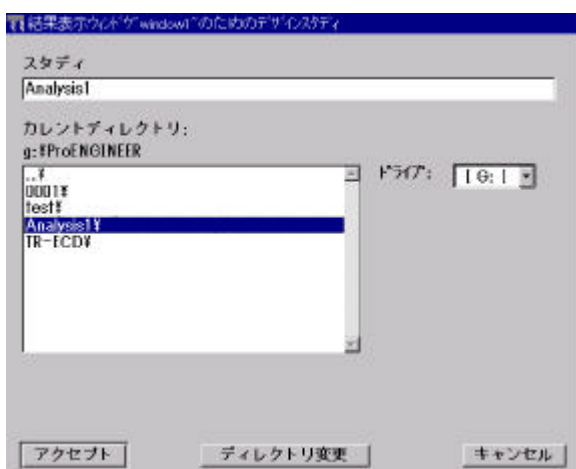 結果表示ウィンドウ"window1"のためのデザインスタディ
スタディ
Analysis1
カレントディレクトリ:
g:¥ProENGINEER
..¥
ドライブ: [ G: ]
0001¥
test¥
Analysis1¥
TR-ECD¥
アクセプト ディレクトリ変更 キャンセル